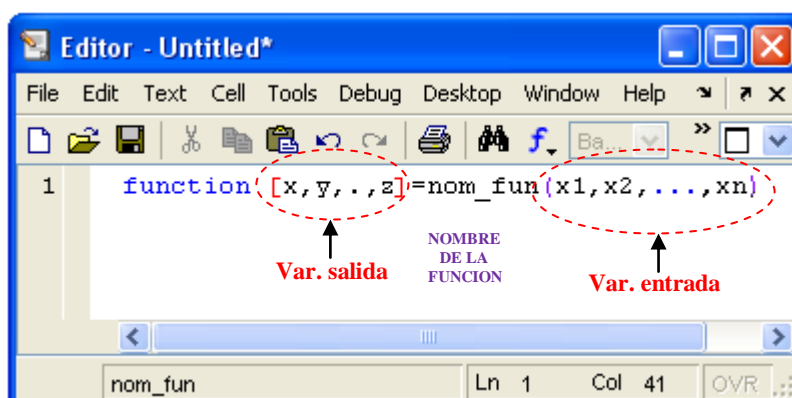 Editor - Untitled*
File Edit Text Cell Tools Debug Desktop Window Help
Ba...
1 function [x,y,.,z]=nom_fun(x1,x2,...,xn)
NOMBRE
DE LA
FUNCION
Var. salida
Var. entrada
nom_fun Ln 1 Col 41 OVR